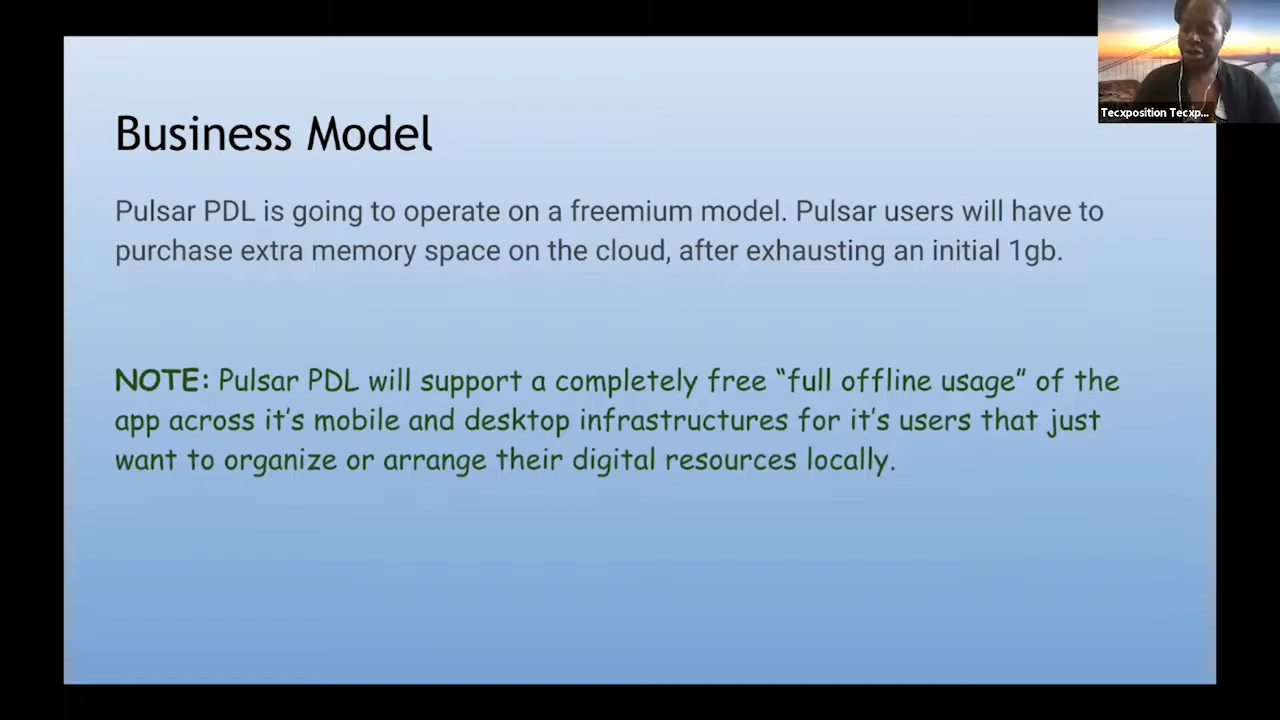 Business Model
Pulsar PDL is going to operate on a freemium model. Pulsar users will have to
purchase extra memory space on the cloud, after exhausting an initial 1gb.
NOTE: Pulsar PDL will support a completely free “full offline usage” of the
app across it’s mobile and desktop infrastructures for it’s users that just
want to organize or arrange their digital resources locally.
Tecxposition Tecxp...